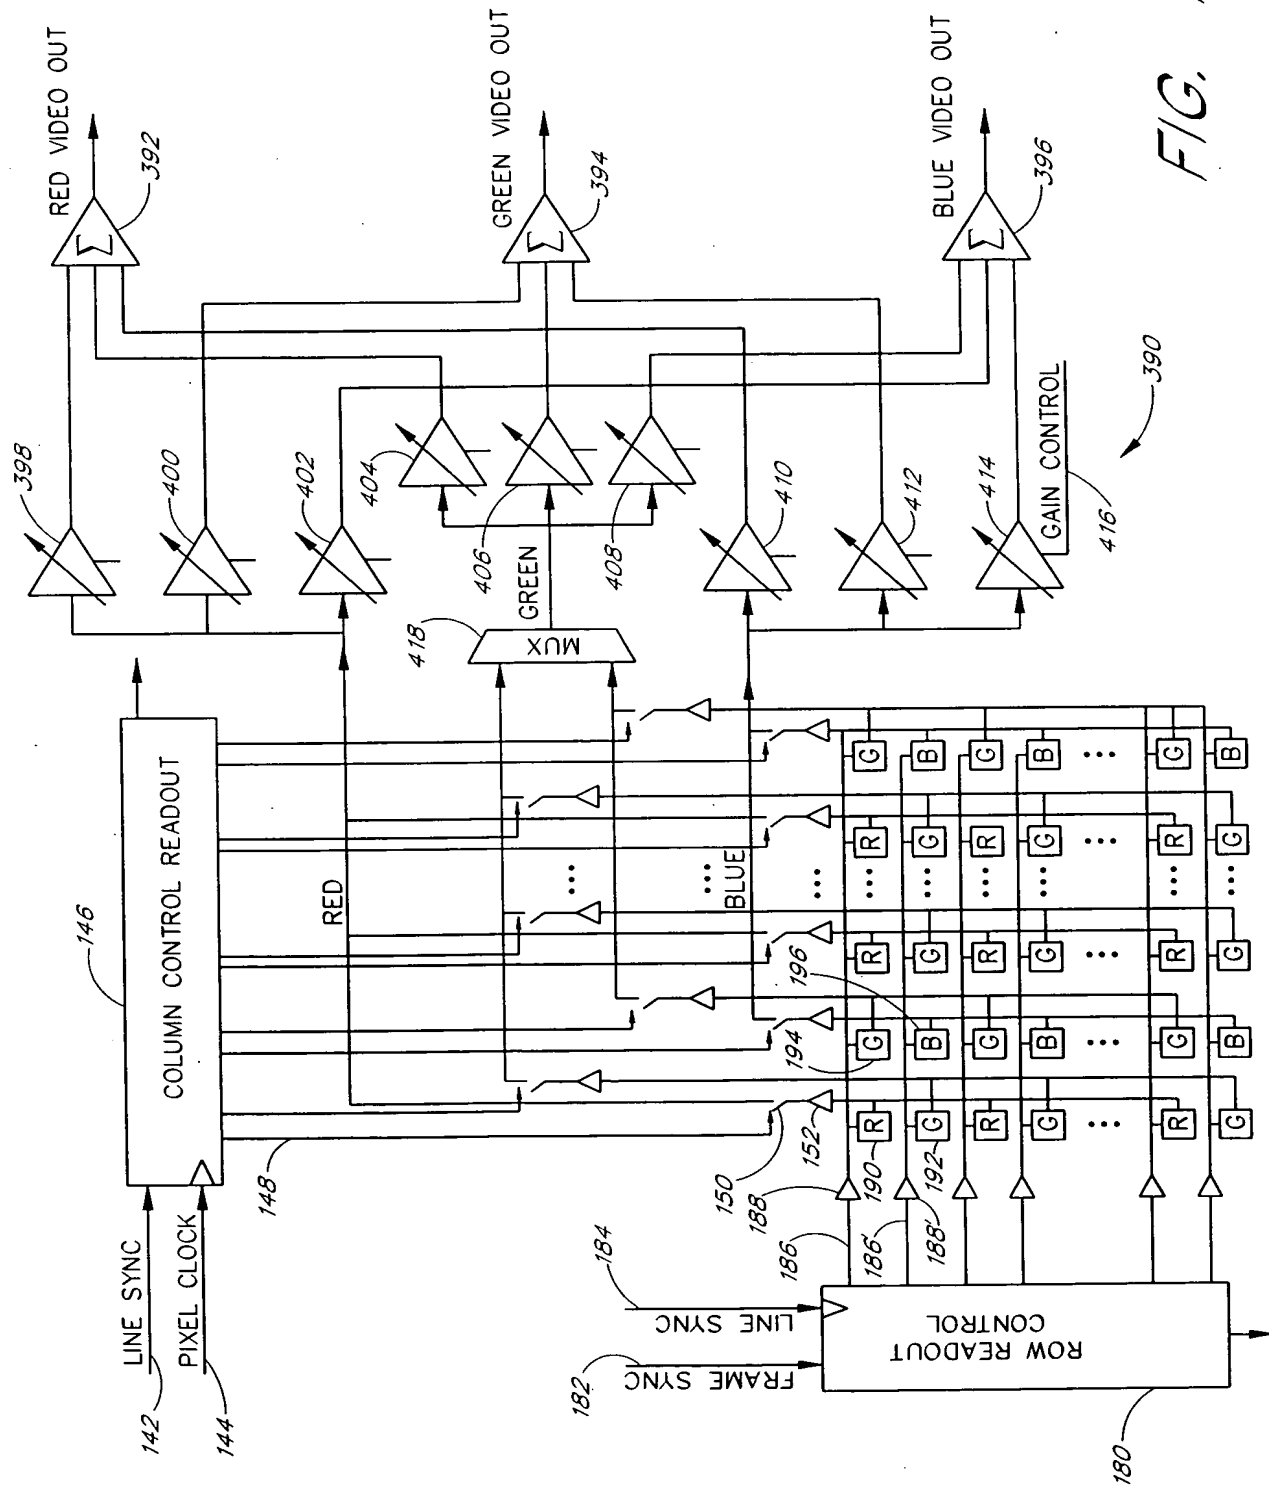 LINE SYNC
PIXEL CLOCK
142
144
146
COLUMN CONTROL READOUT
148
RED
398
400
402
404
406
408
410
412
414
GREEN
418
MUX
GAIN CONTROL
416
RED VIDEO OUT
Σ
392
GREEN VIDEO OUT
Σ
394
BLUE VIDEO OUT
Σ
396
390
BLUE
...
...
...
150
152
194
196
182
184
FRAME SYNC
LINE SYNC
ROW READOUT
CONTROL
180
186
188
186'
188'
190
192
R G R ... R G
G B G ... G B
R G R ... R G
G B G ... G B
... ... ... ...
R G R ... R G
G B G ... G B
FIG.